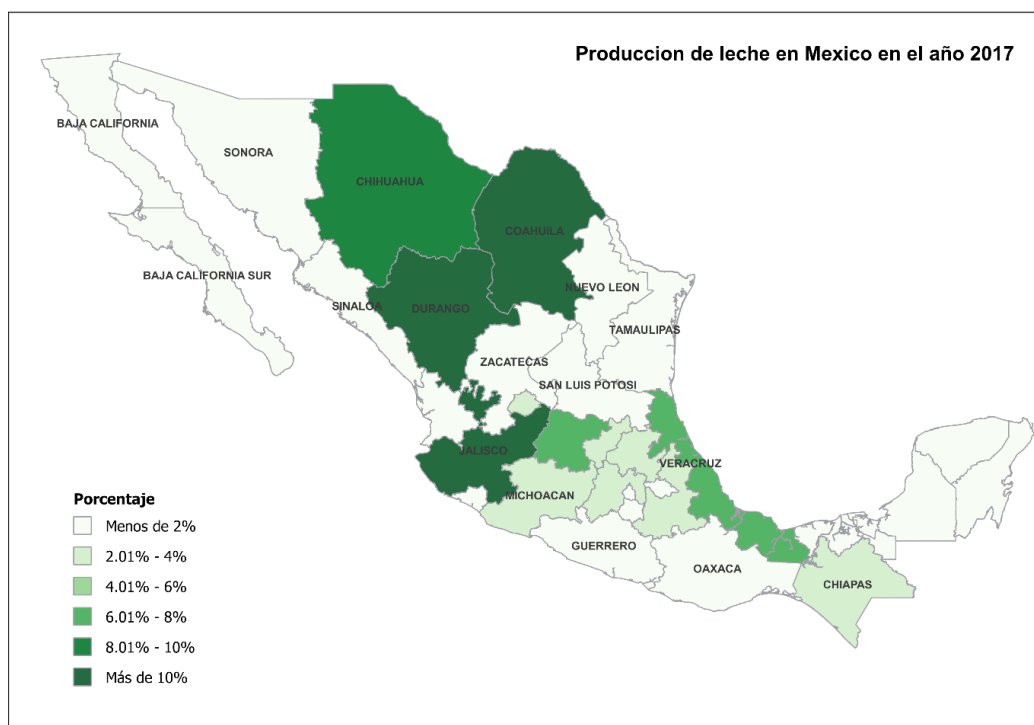 Produccion de leche en Mexico en el año 2017
BAJA CALIFORNIA
SONORA
CHIHUAHUA
COAHUILA
BAJA CALIFORNIA SUR
NUEVO LEON
SINALOA
DURANGO
TAMAULIPAS
ZACATECAS
SAN LUIS POTOSI
JALISCO
VERACRUZ
MICHOACAN
GUERRERO
OAXACA
CHIAPAS
Porcentaje
Menos de 2%
2.01% - 4%
4.01% - 6%
6.01% - 8%
8.01% - 10%
Más de 10%